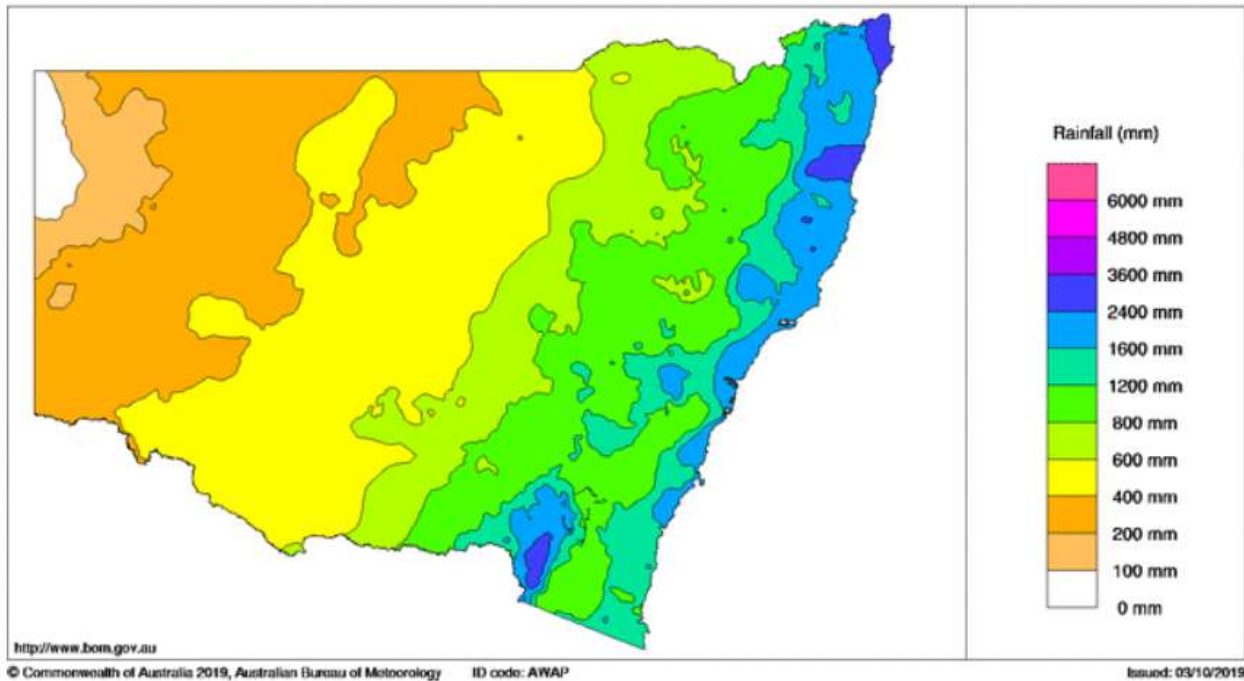 Rainfall (mm)
6000 mm
4800 mm
3600 mm
2400 mm
1600 mm
1200 mm
800 mm
600 mm
400 mm
200 mm
100 mm
0 mm
http://www.bom.gov.au
© Commonwealth of Australia 2019, Australian Bureau of Meteorology ID code: AWAP Issued: 03/10/2019